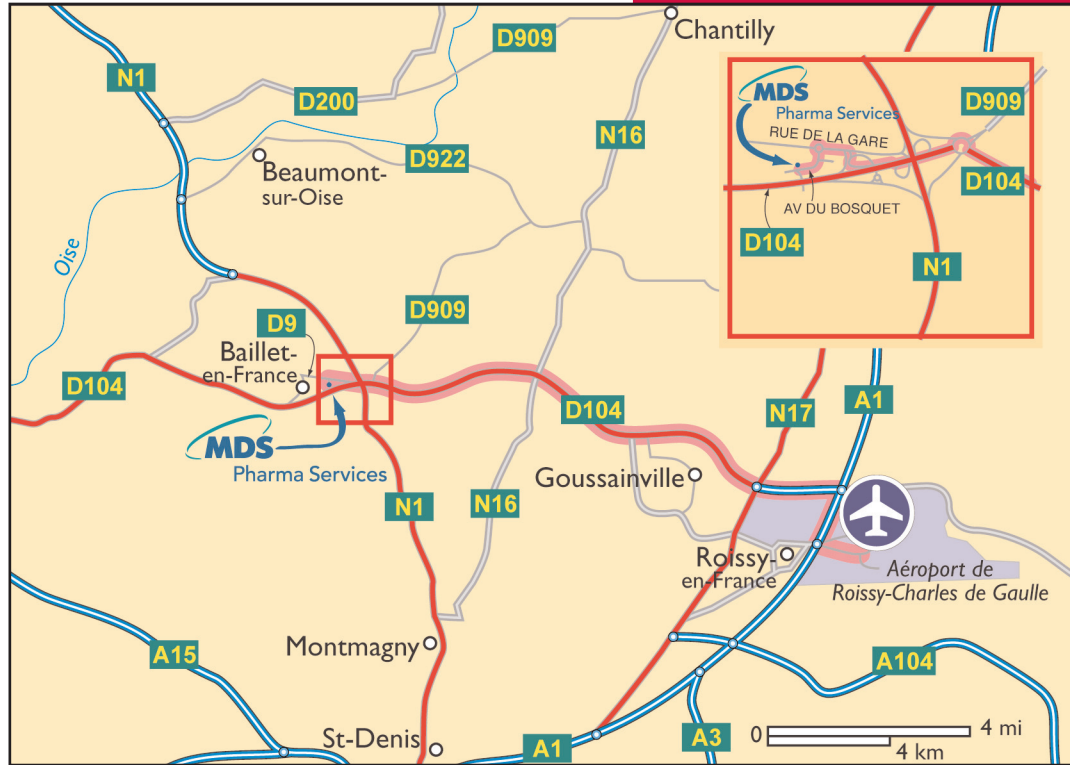 Chantilly
D909
N1
D200
N16
D922
Beaumont-
sur-Oise
Oise
MDS
Pharma Services
D909
RUE DE LA GARE
D104
AV DU BOSQUET
D104
N1
D9
D909
Baillet-
en-France
D104
MDS
Pharma Services
D104
N17
A1
Goussainville
N1
N16
Roissy-
en-France
Aéroport de
Roissy-Charles de Gaulle
Montmagny
A15
A104
St-Denis
A1
A3
0
4 mi
4 km